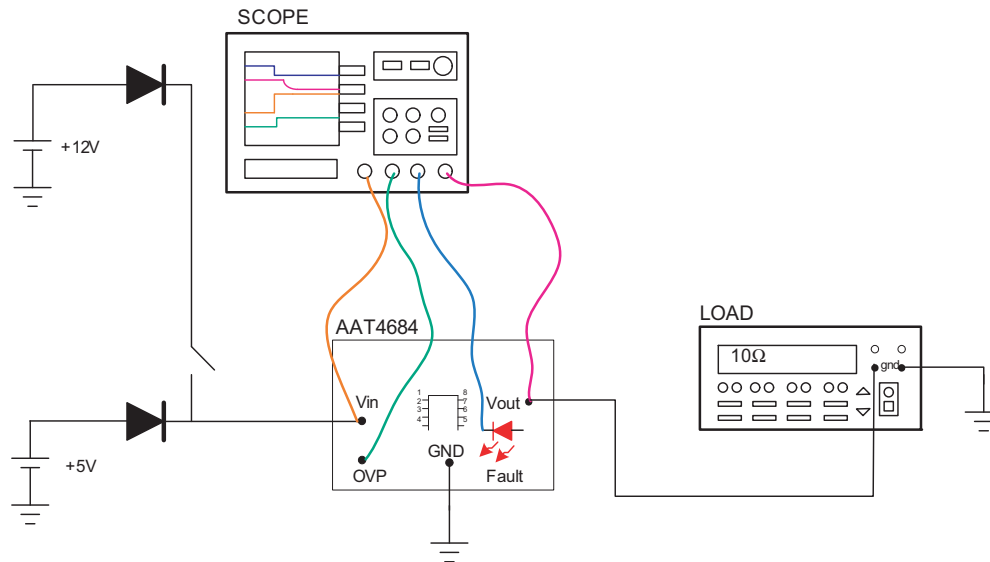 SCOPE
+12V
AAT4684
LOAD
10Ω
gnd
Vin
1
2
3
4
8
7
6
5
Vout
+5V
OVP
GND
Fault